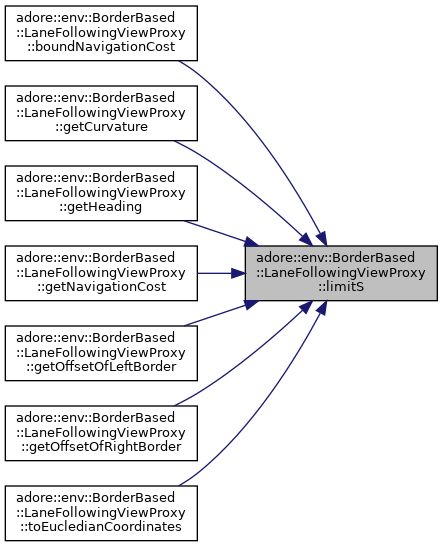 adore::env::BorderBased
::LaneFollowingViewProxy
::boundNavigationCost
adore::env::BorderBased
::LaneFollowingViewProxy
::getCurvature
adore::env::BorderBased
::LaneFollowingViewProxy
::getHeading
adore::env::BorderBased
::LaneFollowingViewProxy
::getNavigationCost
adore::env::BorderBased
::LaneFollowingViewProxy
::getOffsetOfLeftBorder
adore::env::BorderBased
::LaneFollowingViewProxy
::getOffsetOfRightBorder
adore::env::BorderBased
::LaneFollowingViewProxy
::toEucledianCoordinates
adore::env::BorderBased
::LaneFollowingViewProxy
::limitS